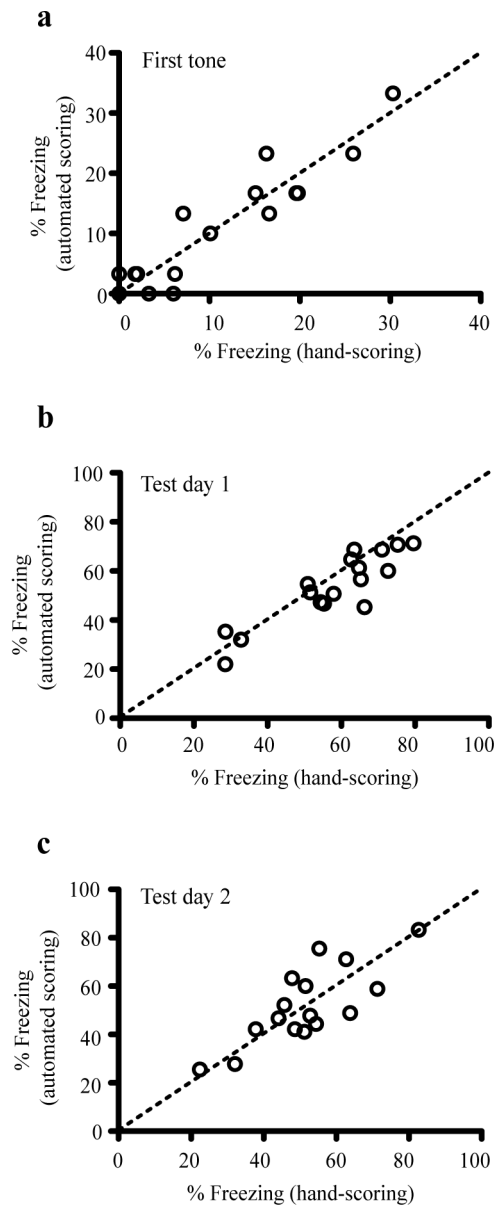 a
First tone
40
30
20
10
0
% Freezing
(automated scoring)
0 10 20 30 40
% Freezing (hand-scoring)
b
Test day 1
100
80
60
40
20
0
% Freezing
(automated scoring)
0 20 40 60 80 100
% Freezing (hand-scoring)
c
Test day 2
100
80
60
40
20
0
% Freezing
(automated scoring)
0 20 40 60 80 100
% Freezing (hand-scoring)